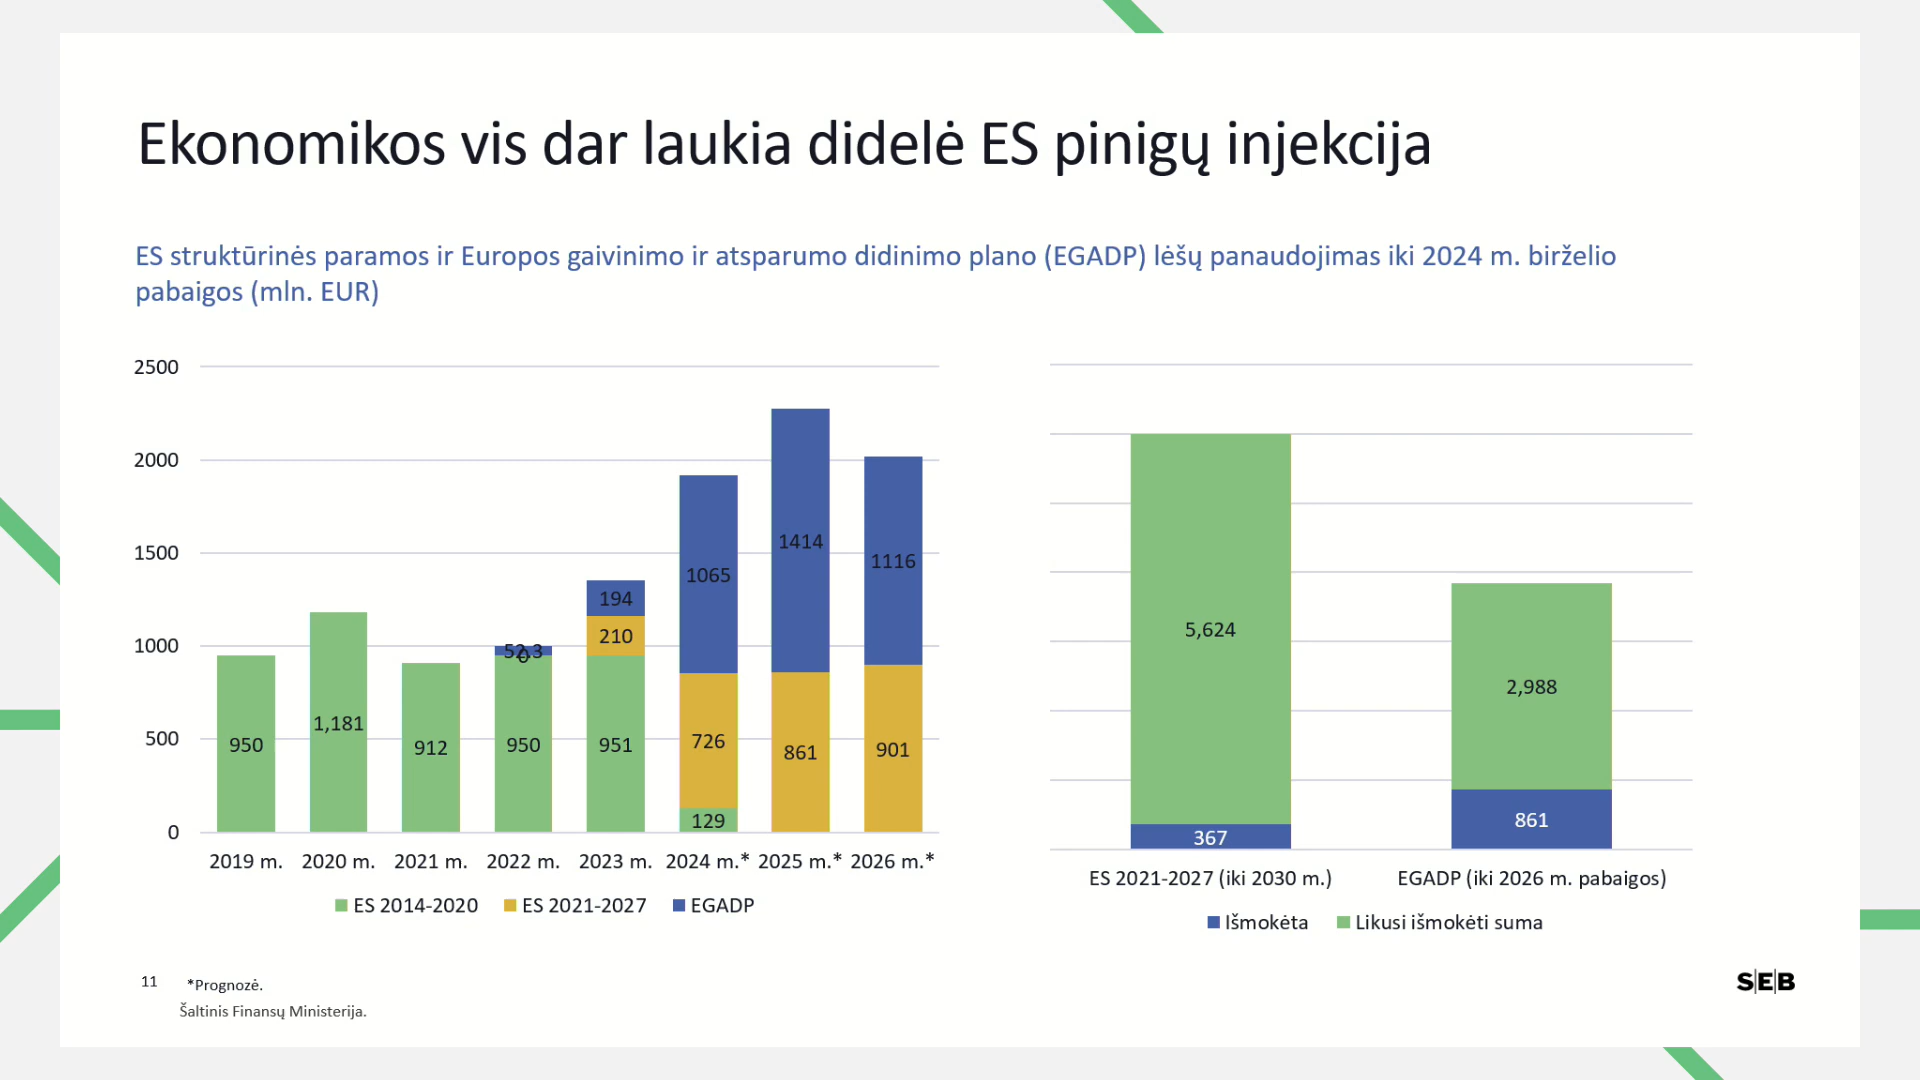 Ekonomikos vis dar laukia didelė ES pinigų injekcija
ES struktūrinės paramos ir Europos gaivinimo ir atsparumo didinimo plano (EGADP) lėšų panaudojimas iki 2024 m. birželio
pabaigos (mln. EUR)
2500
2000
1500
1000
500
0
950
1,181
912
52.3
0
950
194
210
951
1065
726
129
1414
861
1116
901
2019 m. 2020 m. 2021 m. 2022 m. 2023 m. 2024 m.* 2025 m.* 2026 m.*
ES 2014-2020 ES 2021-2027 EGADP
5,624
367
2,988
861
ES 2021-2027 (iki 2030 m.) EGADP (iki 2026 m. pabaigos)
Išmokėta Likusi išmokėti suma
11 *Prognozė.
Šaltinis Finansų Ministerija.
SEB